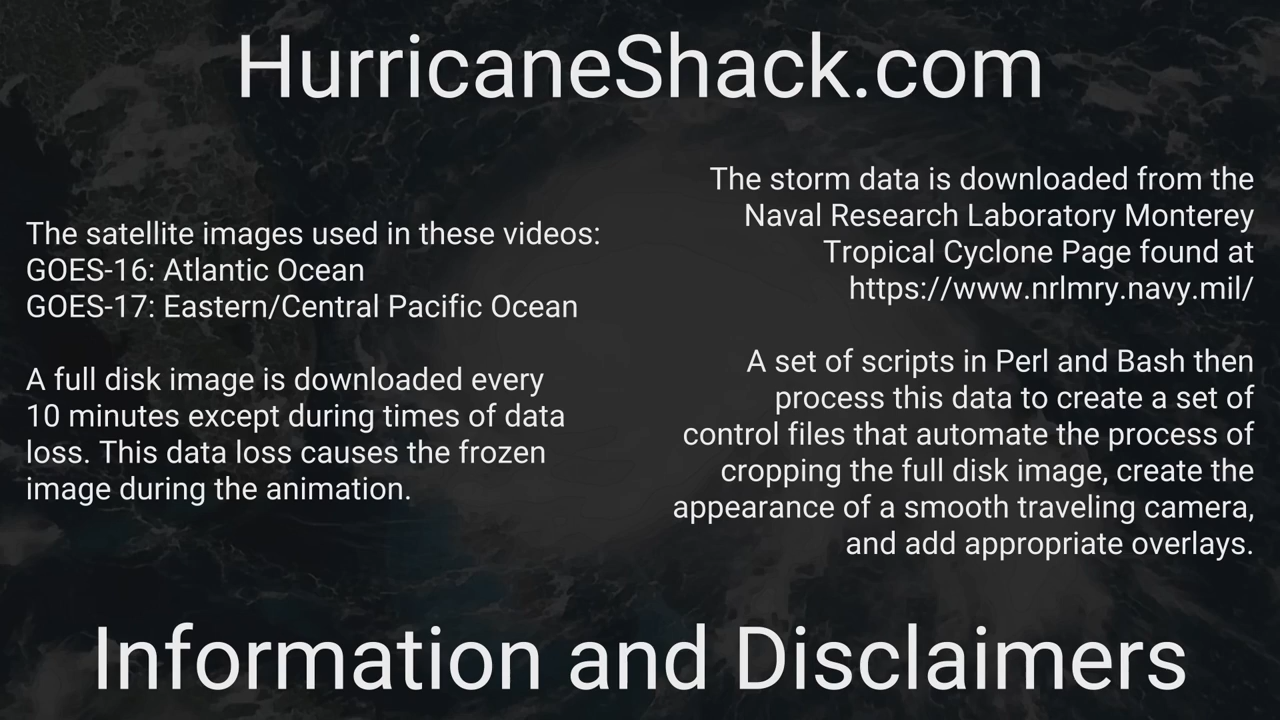 HurricaneShack.com
The satellite images used in these videos:
GOES-16: Atlantic Ocean
GOES-17: Eastern/Central Pacific Ocean
A full disk image is downloaded every
10 minutes except during times of data
loss. This data loss causes the frozen
image during the animation.
The storm data is downloaded from the
Naval Research Laboratory Monterey
Tropical Cyclone Page found at
https://www.nrlmry.navy.mil/
A set of scripts in Perl and Bash then
process this data to create a set of
control files that automate the process of
cropping the full disk image, create the
appearance of a smooth traveling camera,
and add appropriate overlays.
Information and Disclaimers